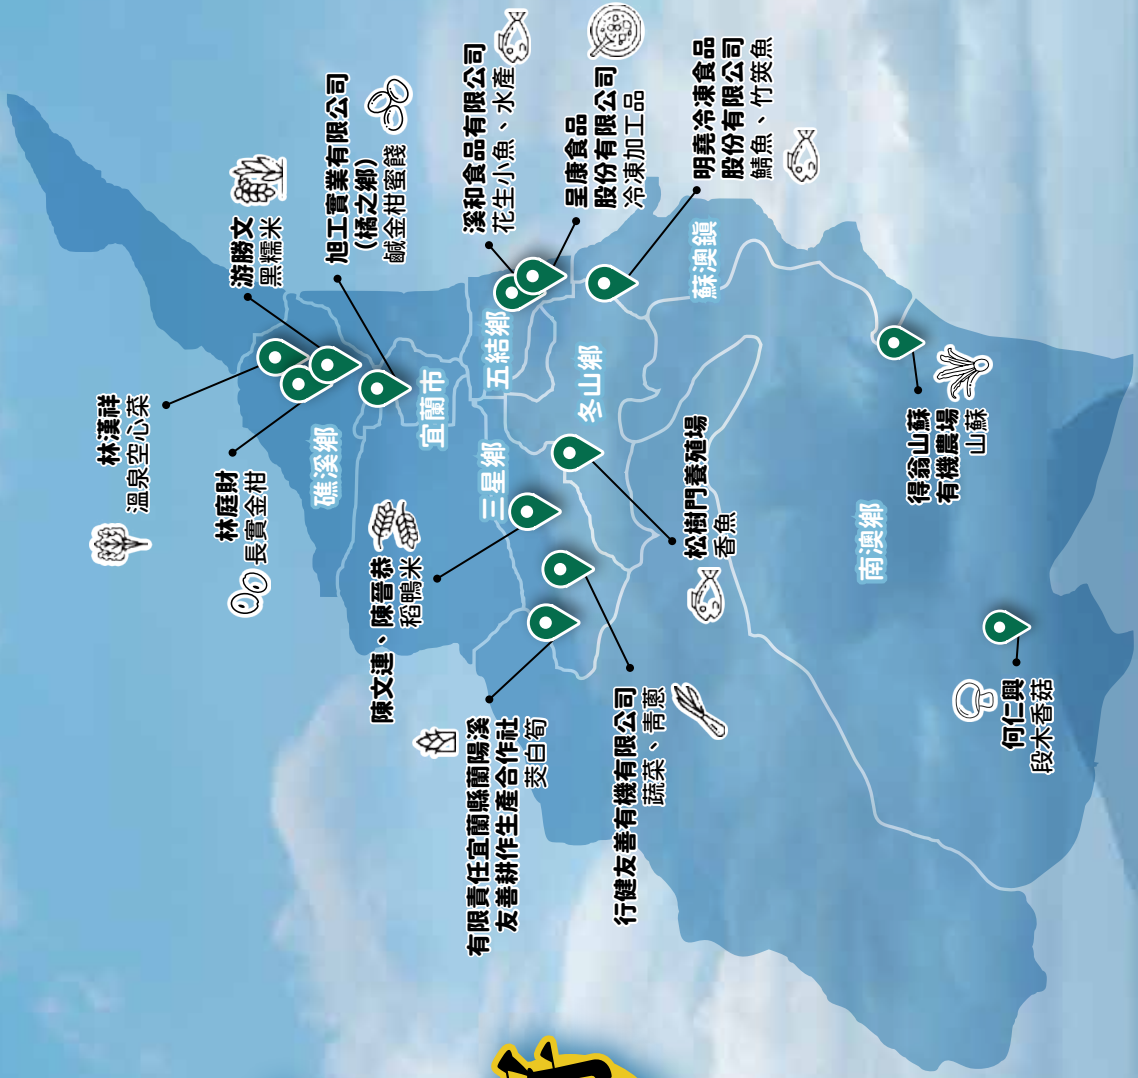 林漢祥
溫泉空心菜
林庭財
長實金柑
游勝文
黑糯米
旭工實業有限公司
（橘之鄉）
鹹金柑蜜餞
礁溪鄉
宜蘭市
陳文連、陳晉恭
稻鴨米
三星鄉
五結鄉
溪和食品有限公司
花生小魚、水產
呈康食品
股份有限公司
冷凍加工品
有限責任宜蘭縣蘭陽溪
友善耕作生產合作社
茭白筍
冬山鄉
行健友善有機有限公司
蔬菜、青蔥
松樹門養殖場
香魚
明堯冷凍食品
股份有限公司
鯖魚、竹筴魚
蘇澳鎮
南澳鄉
得翁山蘇
有機農場
山蘇
何仁興
段木香菇